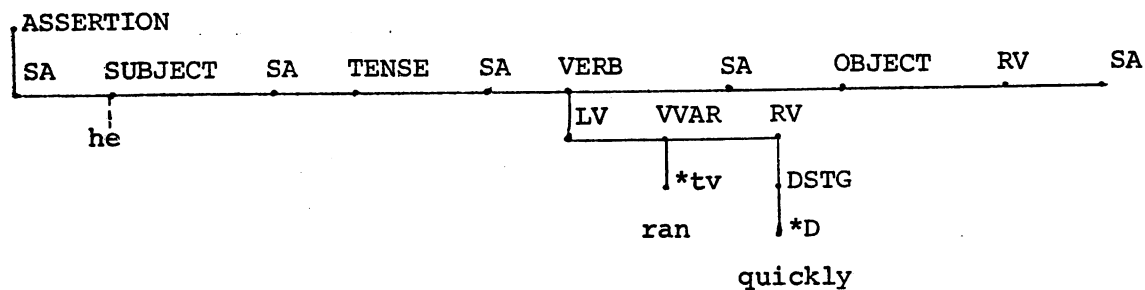 ASSERTION
SA SUBJECT SA TENSE SA VERB SA OBJECT RV SA
he
LV VVAR RV
*tv DSTG
ran *D
quickly